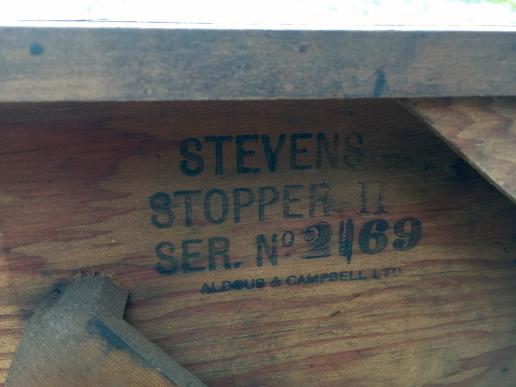 STEVENS
STOPPER II
SER. Nº 2169
ALDOUS & CAMPBELL LTD